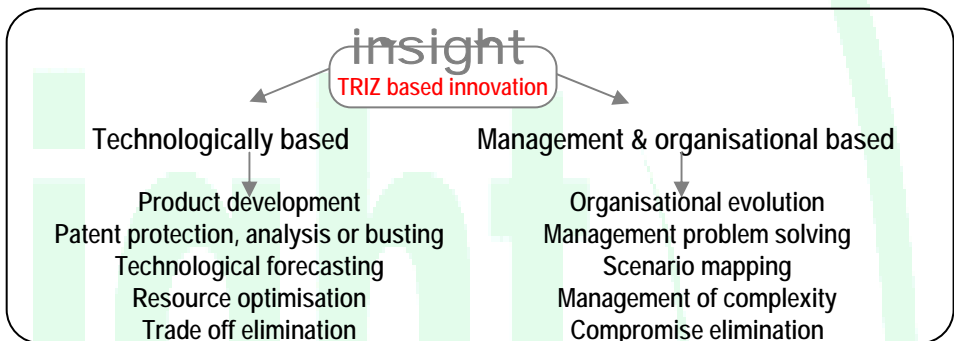 insight
TRIZ based innovation
Technologically based
Management & organisational based
Product development
Patent protection, analysis or busting
Technological forecasting
Resource optimisation
Trade off elimination
Organisational evolution
Management problem solving
Scenario mapping
Management of complexity
Compromise elimination